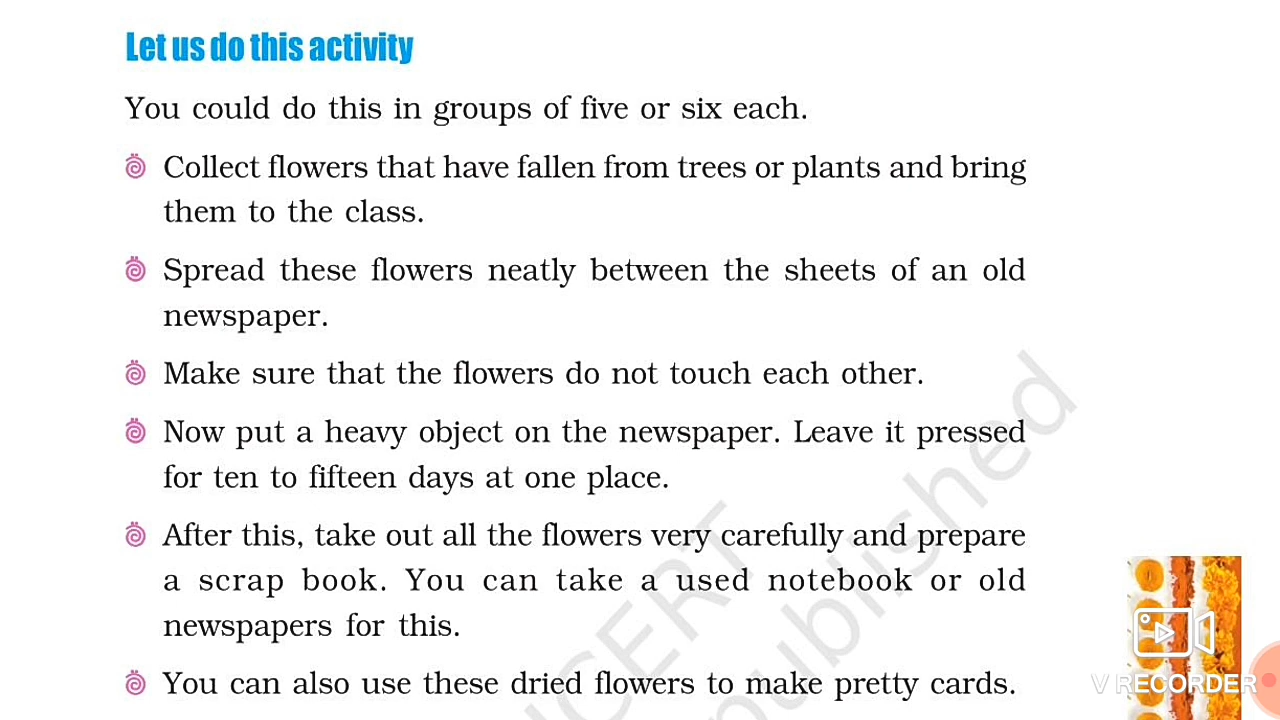 Let us do this activity
You could do this in groups of five or six each.
Collect flowers that have fallen from trees or plants and bring
them to the class.
Spread these flowers neatly between the sheets of an old
newspaper.
Make sure that the flowers do not touch each other.
Now put a heavy object on the newspaper. Leave it pressed
for ten to fifteen days at one place.
After this, take out all the flowers very carefully and prepare
a scrap book. You can take a used notebook or old
newspapers for this.
You can also use these dried flowers to make pretty cards.
NCERT
published
V RECORDER